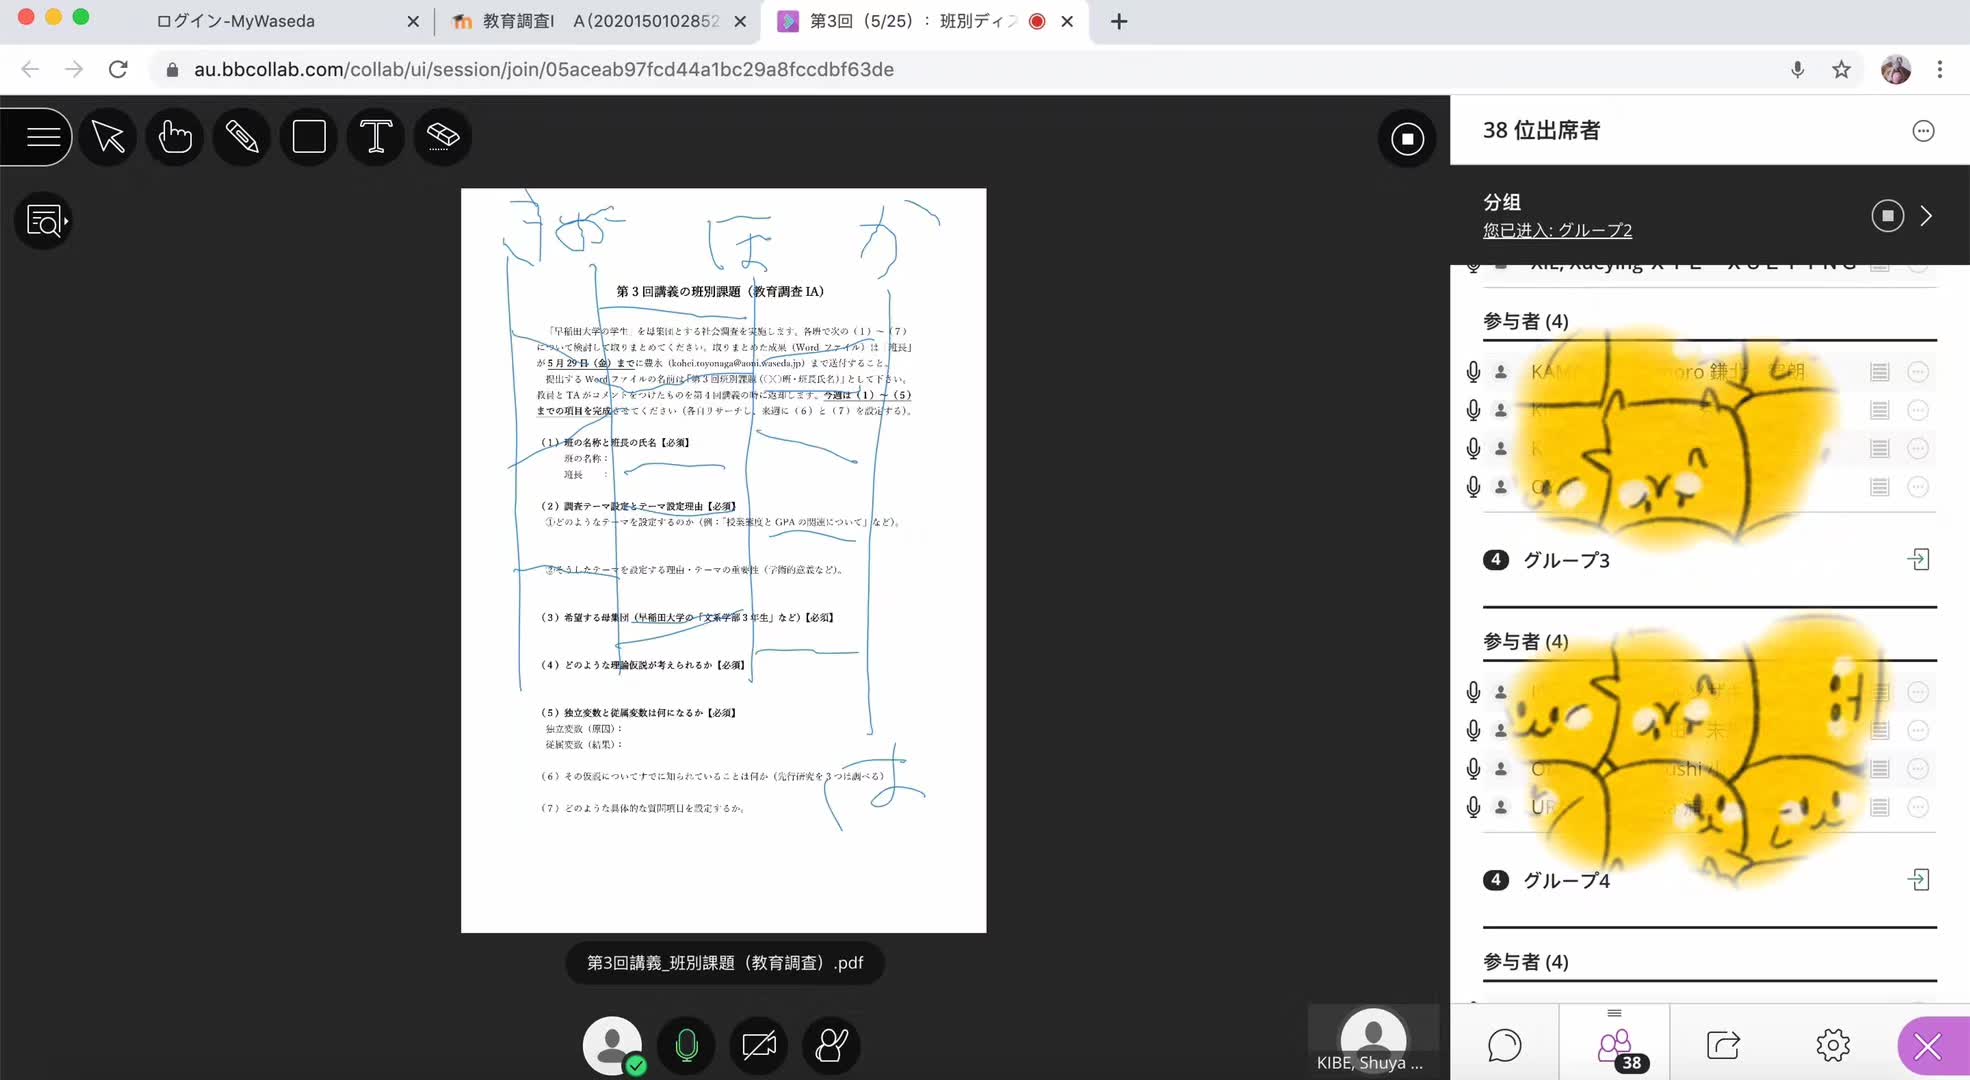 ログイン-MyWaseda
教育調査I A(2020150102852
第3回（5/25）：班別ディス
au.bbcollab.com/collab/ui/session/join/05aceab97fcd44a1bc29a8fccdbf63de
38 位出席者
分组
您已进入: グループ2
XIE, Xueying X I E X U E Y I N G
ほ
か
第３回講義の班別課題（教育調査 IA）
「早稲田大学の学生」を母集団とする社会調査を実施します。各班で次の（１）～（７）
について検討して取りまとめてください。取りまとめた成果（Word ファイル）は「班長」
が５月 29 日（金）までに豊永（kohei.toyonaga@aoni.waseda.jp）まで送付すること。
提出する Word ファイルの名前は「第３回班別課題（〇〇班・班長氏名）」として下さい。
教員と TA がコメントをつけたものを第４回講義の時に返却します。今週は（１）～（５）
までの項目を完成させてください（各自リサーチし、来週に（６）と（７）を設定する）。
（１）班の名称と班長の氏名【必須】
班の名称：
班長　：
（２）調査テーマ設定とテーマ設定理由【必須】
①どのようなテーマを設定するのか（例：「授業態度と GPA の関連について」など）。
②そうしたテーマを設定する理由・テーマの重要性（学術的意義など）。
（３）希望する母集団（早稲田大学の「文系学部３年生」など）【必須】
（４）どのような理論仮説が考えられるか【必須】
（５）独立変数と従属変数は何になるか【必須】
独立変数（原因）：
従属変数（結果）：
（６）その仮説についてすでに知られていることは何か（先行研究を３つは調べる）
（７）どのような具体的な質問項目を設定するか。
ほ
第3回講義_班別課題（教育調査）.pdf
KIBE, Shuya ...
参与者 (4)
4 グループ3
参与者 (4)
4 グループ4
参与者 (4)
38